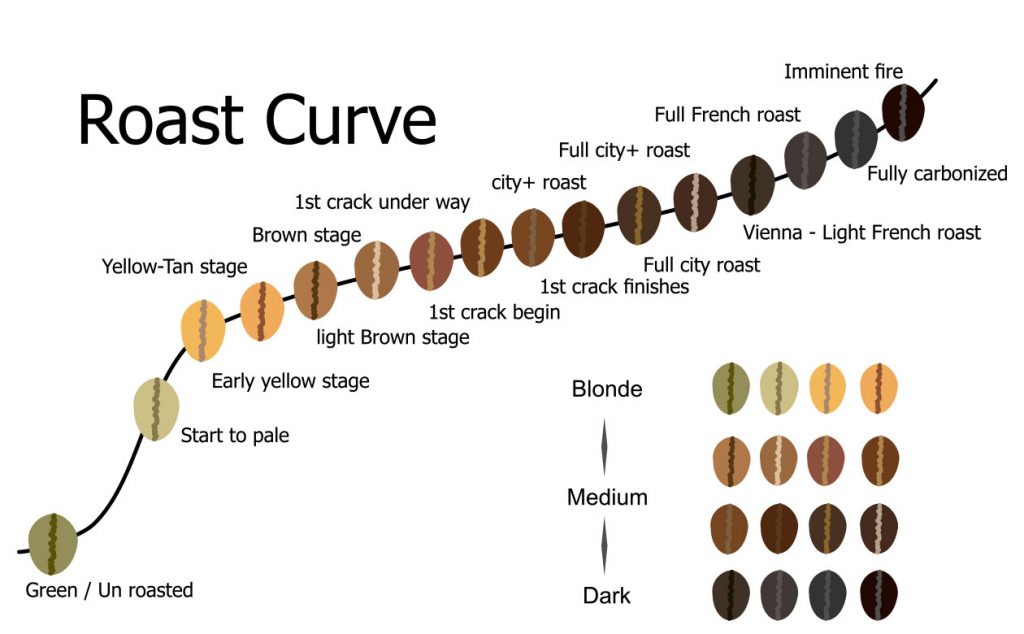 Roast Curve
Green / Un roasted
Start to pale
Early yellow stage
Yellow-Tan stage
light Brown stage
Brown stage
1st crack begin
1st crack under way
city+ roast
1st crack finishes
Full city roast
Full city+ roast
Vienna - Light French roast
Full French roast
Fully carbonized
Imminent fire
Blonde
Medium
Dark